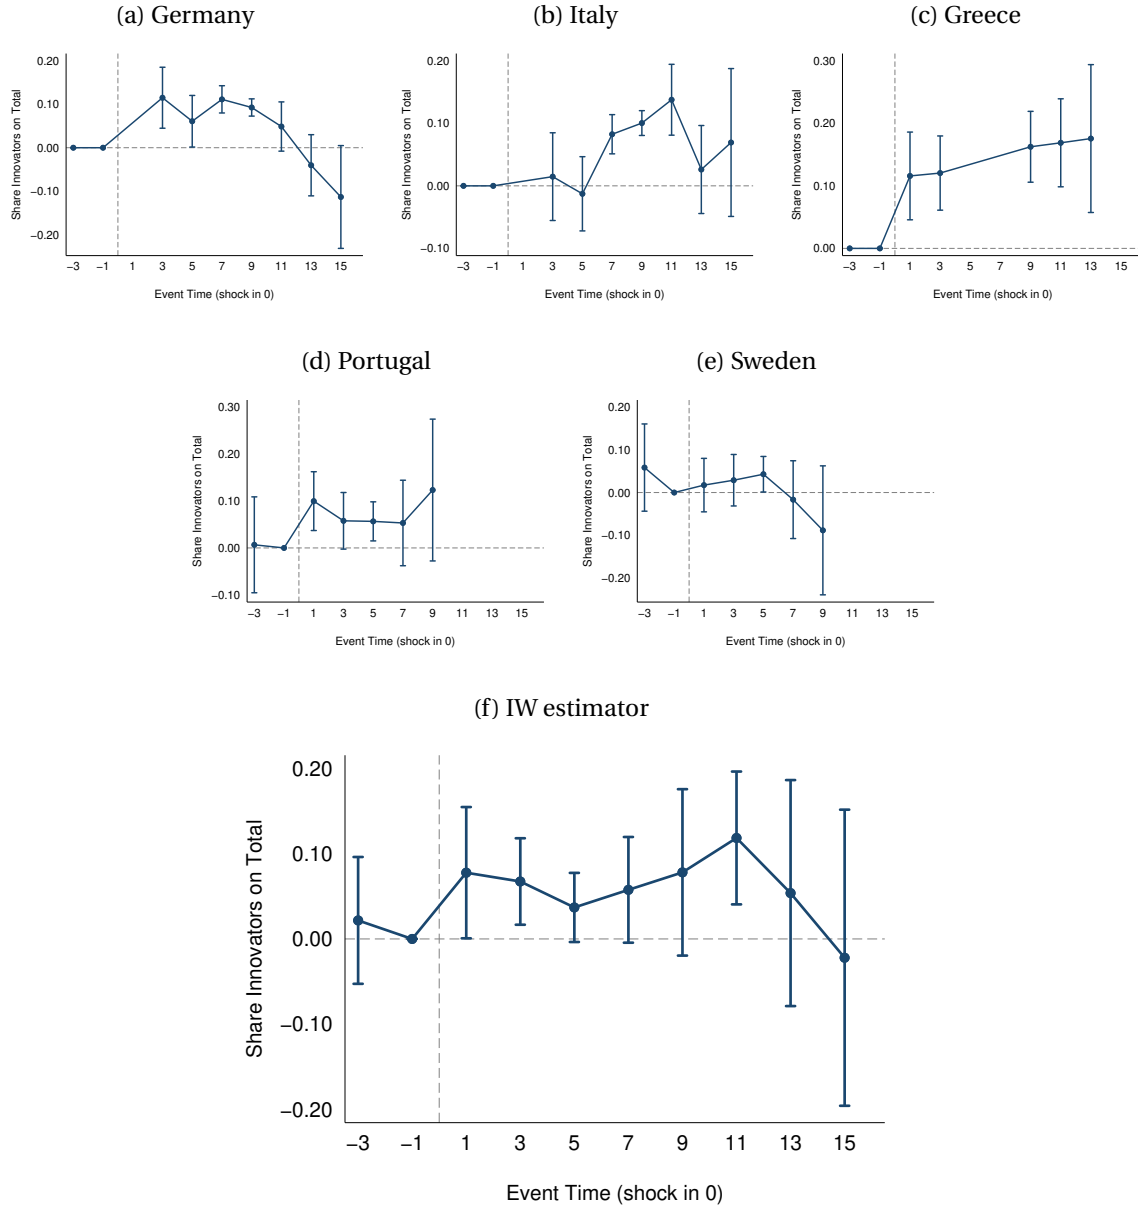 (a) Germany
0.20
0.10
0.00
−0.10
−0.20
Share Innovators on Total
−3 −1 1 3 5 7 9 11 13 15
Event Time (shock in 0)
(b) Italy
0.20
0.10
0.00
−0.10
Share Innovators on Total
−3 −1 1 3 5 7 9 11 13 15
Event Time (shock in 0)
(c) Greece
0.30
0.20
0.10
0.00
Share Innovators on Total
−3 −1 1 3 5 7 9 11 13 15
Event Time (shock in 0)
(d) Portugal
0.30
0.20
0.10
0.00
−0.10
Share Innovators on Total
−3 −1 1 3 5 7 9 11 13 15
Event Time (shock in 0)
(e) Sweden
0.20
0.10
0.00
−0.10
−0.20
Share Innovators on Total
−3 −1 1 3 5 7 9 11 13 15
Event Time (shock in 0)
(f) IW estimator
0.20
0.10
0.00
−0.10
−0.20
Share Innovators on Total
−3 −1 1 3 5 7 9 11 13 15
Event Time (shock in 0)